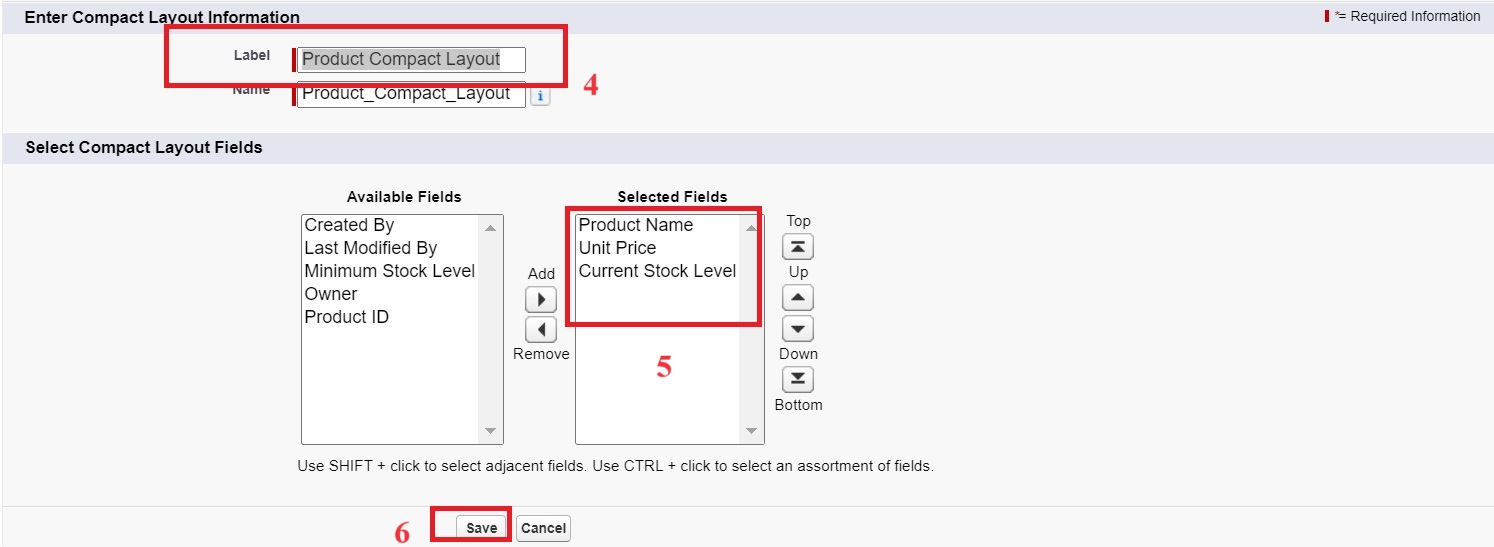 Enter Compact Layout Information
*= Required Information
Label
Product Compact Layout
4
Name
Product_Compact_Layout
i
Select Compact Layout Fields
Available Fields
Created By
Last Modified By
Minimum Stock Level
Owner
Product ID
Add
Remove
Selected Fields
Product Name
Unit Price
Current Stock Level
5
Top
Up
Down
Bottom
Use SHIFT + click to select adjacent fields. Use CTRL + click to select an assortment of fields.
6
Save
Cancel